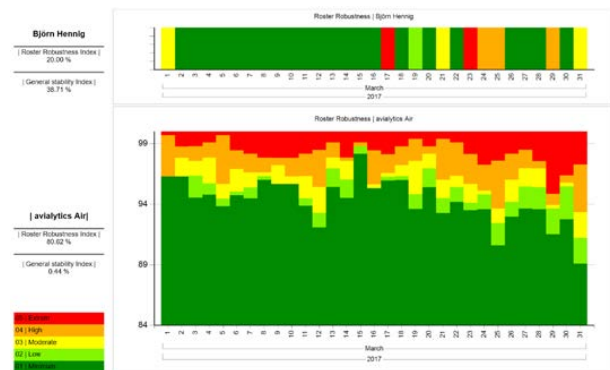 Roster Robustness | Björn Hennig
Björn Hennig
| Roster Robustness Index |
20.00 %
| General stability Index |
38.71 %
1 2 3 4 5 6 7 8 9 10 11 12 13 14 15 16 17 18 19 20 21 22 23 24 25 26 27 28 29 30 31
March
2017
Roster Robustness | avialytics Air
99
94
89
84
| avialytics Air|
| Roster Robustness Index |
80.62 %
| General stability Index |
0.44 %
1 2 3 4 5 6 7 8 9 10 11 12 13 14 15 16 17 18 19 20 21 22 23 24 25 26 27 28 29 30 31
March
2017
04 | High
03 | Moderate
02 | Low